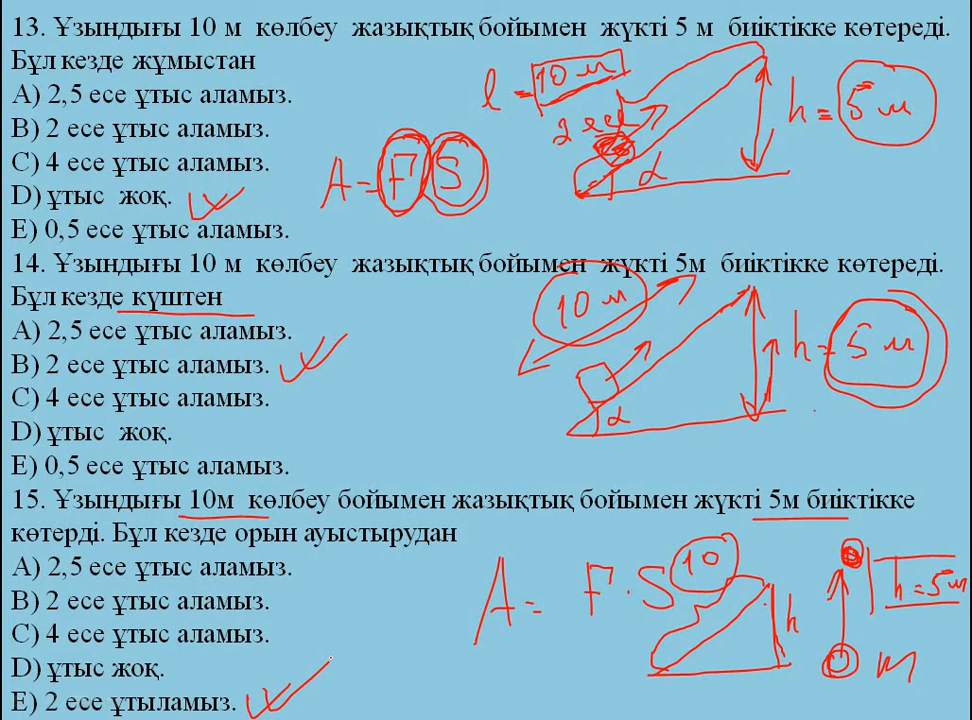 13. Ұзындығы 10 м көлбеу жазықтық бойымен жүкті 5 м биіктікке көтереді.
Бұл кезде жұмыстан
A) 2,5 есе ұтыс аламыз.
B) 2 есе ұтыс аламыз.
C) 4 есе ұтыс аламыз.
D) ұтыс жоқ.
E) 0,5 есе ұтыс аламыз.
l = 10 м
2 есе
α
h = 5 м
A = F S
14. Ұзындығы 10 м көлбеу жазықтық бойымен жүкті 5м биіктікке көтереді.
Бұл кезде күштен
A) 2,5 есе ұтыс аламыз.
B) 2 есе ұтыс аламыз.
C) 4 есе ұтыс аламыз.
D) ұтыс жоқ.
E) 0,5 есе ұтыс аламыз.
10 м
α
h = 5 м
15. Ұзындығы 10м көлбеу бойымен жазықтық бойымен жүкті 5м биіктікке
көтерді. Бұл кезде орын ауыстырудан
A) 2,5 есе ұтыс аламыз.
B) 2 есе ұтыс аламыз.
C) 4 есе ұтыс аламыз.
D) ұтыс жоқ.
E) 2 есе ұтыламыз.
A = F · S
10
h
h = 5м
m